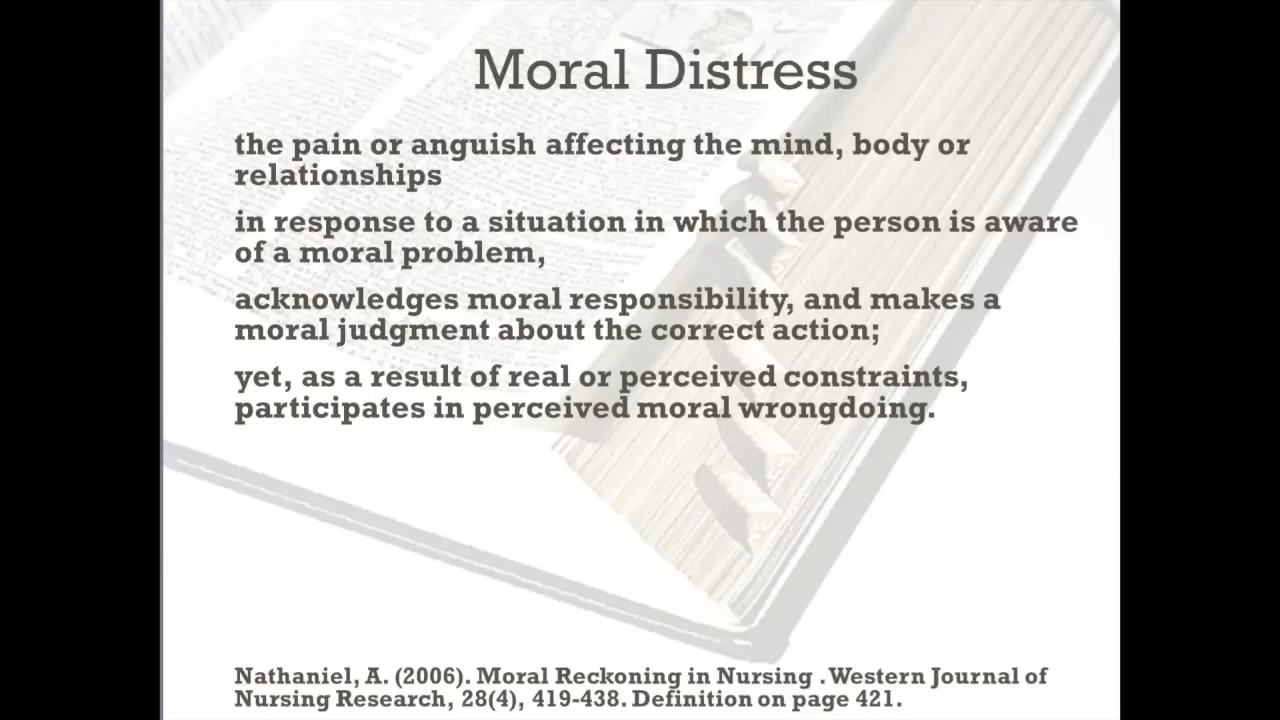 Moral Distress
the pain or anguish affecting the mind, body or
relationships
in response to a situation in which the person is aware
of a moral problem,
acknowledges moral responsibility, and makes a
moral judgment about the correct action;
yet, as a result of real or perceived constraints,
participates in perceived moral wrongdoing.
Nathaniel, A. (2006). Moral Reckoning in Nursing . Western Journal of
Nursing Research, 28(4), 419-438. Definition on page 421.